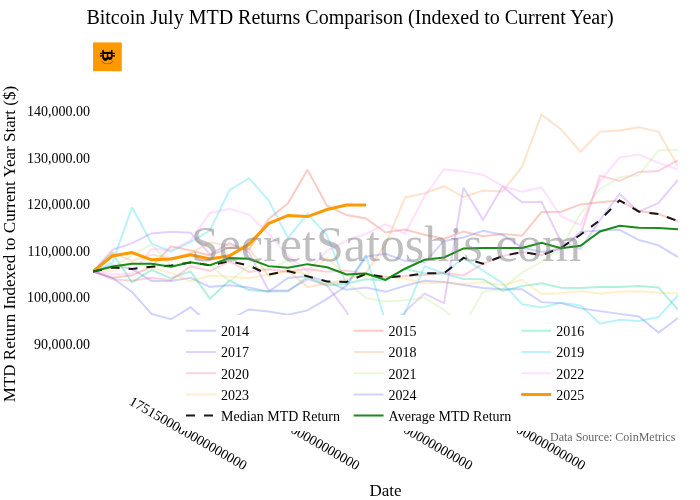 Bitcoin July MTD Returns Comparison (Indexed to Current Year)
MTD Return Indexed to Current Year Start ($)
140,000.00
130,000.00
120,000.00
110,000.00
100,000.00
90,000.00
SecretSatoshis.com
2014 2015 2016
2017 2018 2019
2020 2021 2022
2023 2024 2025
Median MTD Return Average MTD Return
Data Source: CoinMetrics
Date